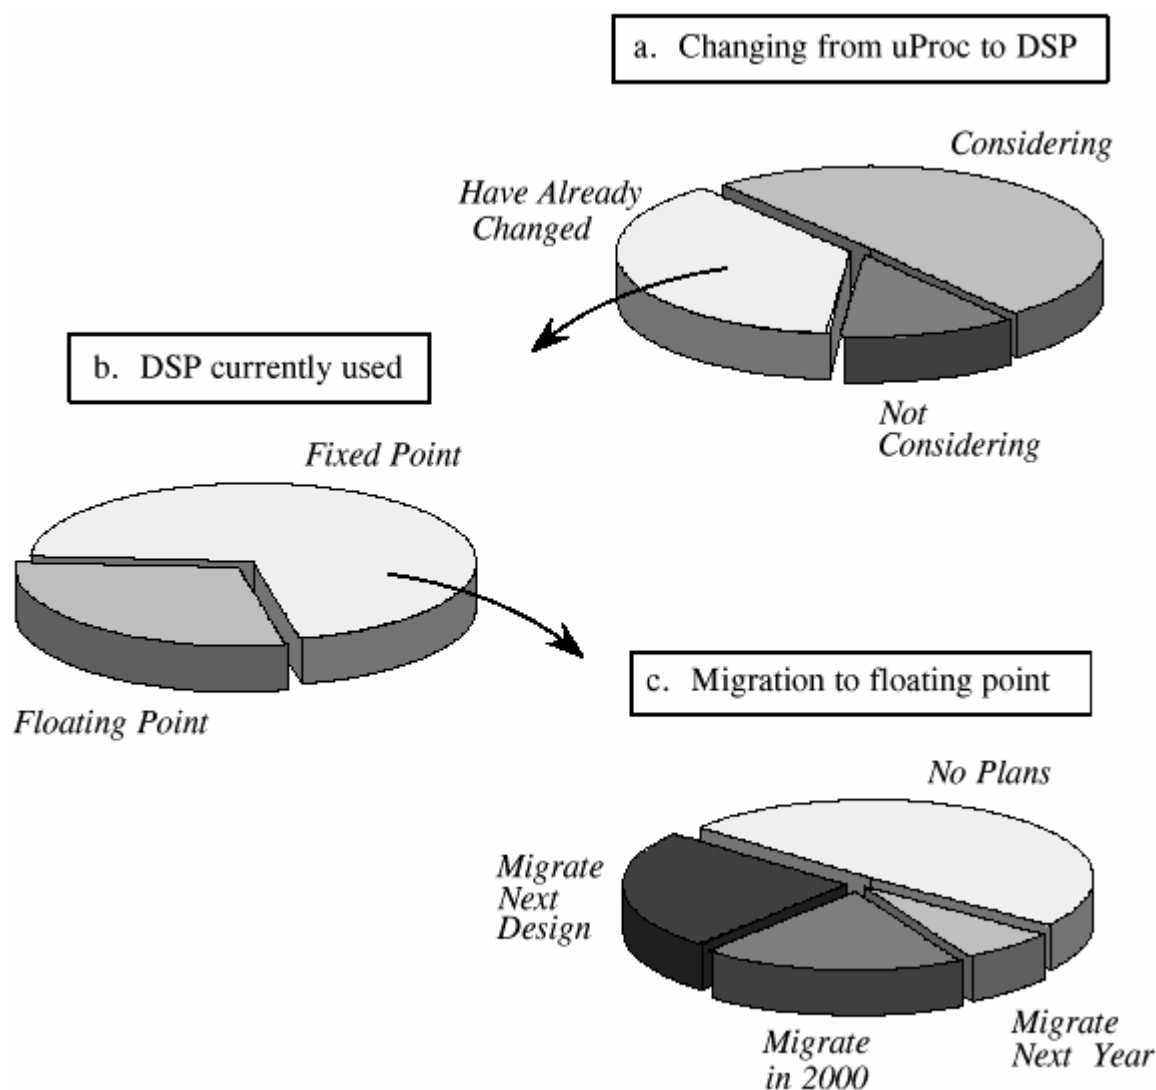 a. Changing from uProc to DSP
Considering
Have Already
Changed
Not
Considering
b. DSP currently used
Fixed Point
Floating Point
c. Migration to floating point
No Plans
Migrate
Next
Design
Migrate
in 2000
Migrate
Next Year